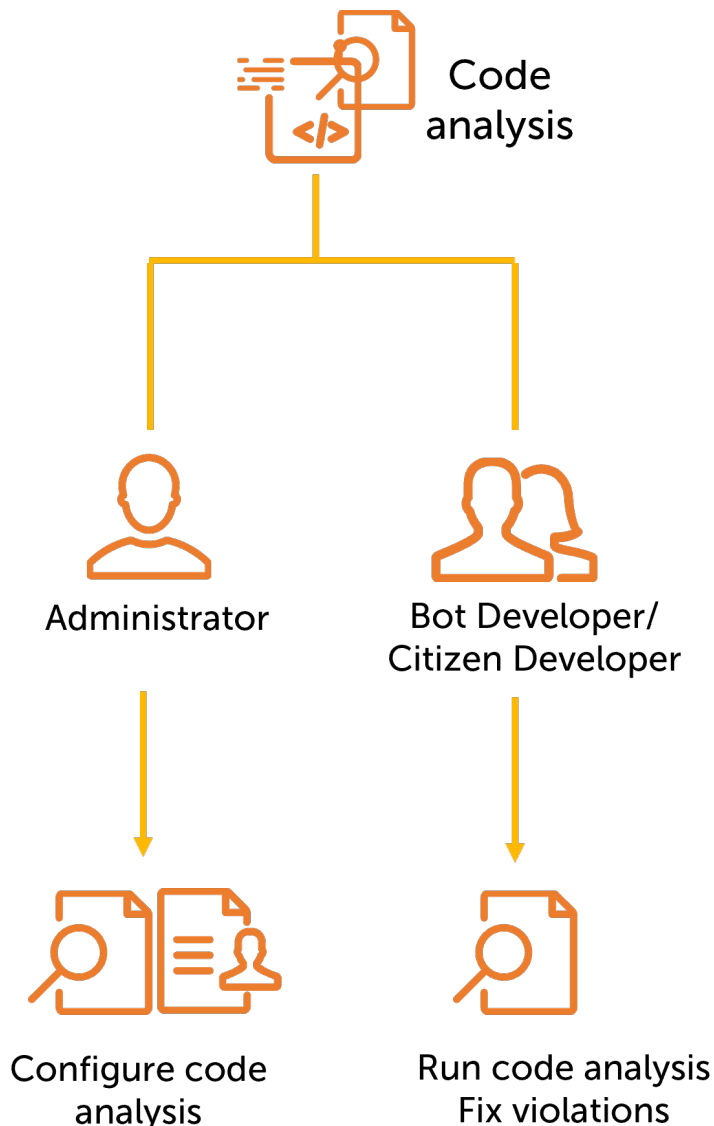 Code
analysis
</>
Administrator
Bot Developer/
Citizen Developer
Configure code
analysis
Run code analysis
Fix violations